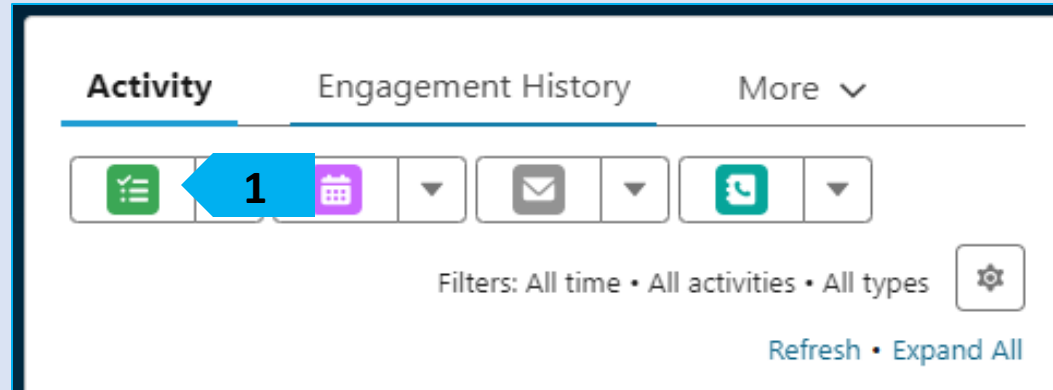 Activity Engagement History More
1
Filters: All time • All activities • All types
Refresh • Expand All